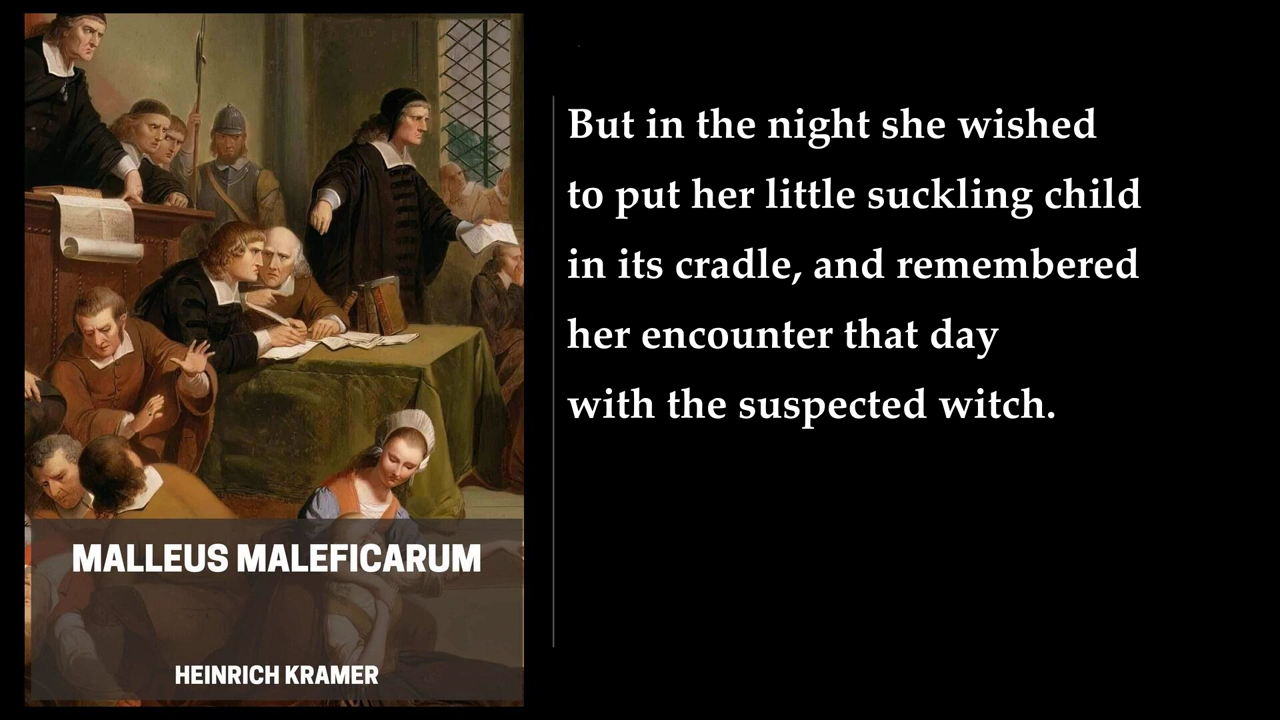 MALLEUS MALEFICARUM
HEINRICH KRAMER
But in the night she wished
to put her little suckling child
in its cradle, and remembered
her encounter that day
with the suspected witch.